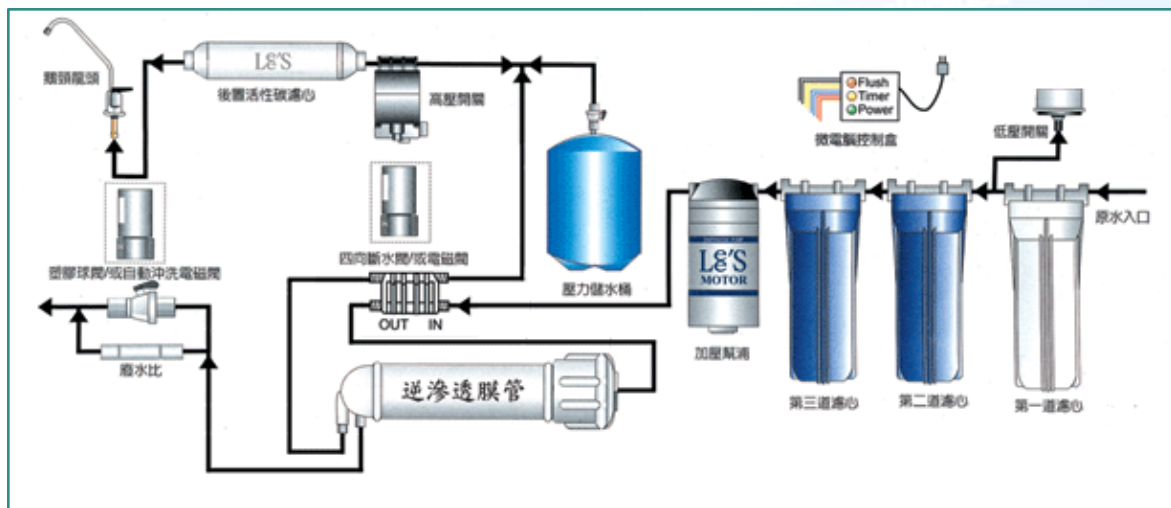 鵝頸龍頭
LeeS
後置活性碳濾心
高壓開關
Flush
Timer
Power
微電腦控制盒
低壓開關
原水入口
塑膠球閥/或自動沖洗電磁閥
四向斷水閥/或電磁閥
OUT IN
壓力儲水桶
LeeS
MOTOR
加壓幫浦
第三道濾心
第二道濾心
第一道濾心
廢水比
逆滲透膜管